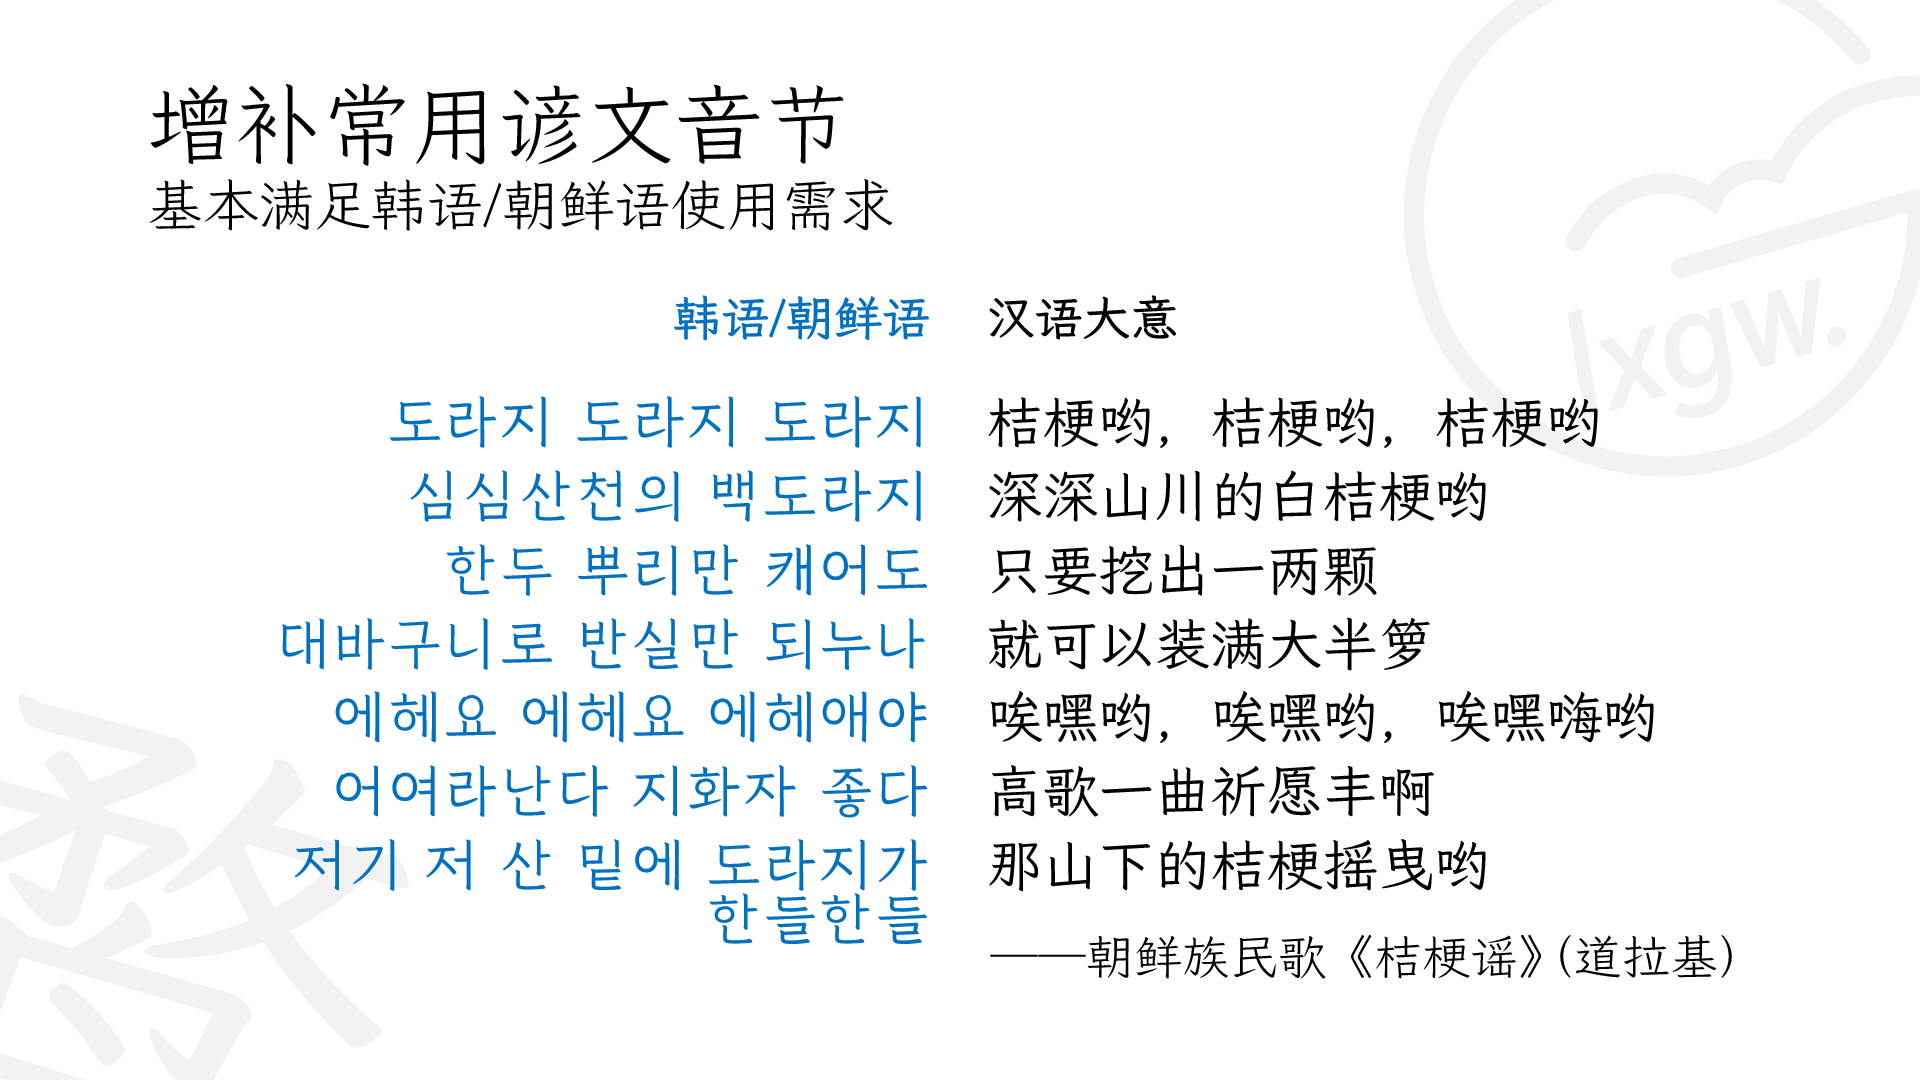 增补常用谚文音节
基本满足韩语/朝鲜语使用需求
韩语/朝鲜语
도라지 도라지 도라지
심심산천의 백도라지
한두 뿌리만 캐어도
대바구니로 반실만 되누나
에헤요 에헤요 에헤애야
어여라난다 지화자 좋다
저기 저 산 밑에 도라지가
한들한들
汉语大意
桔梗哟，桔梗哟，桔梗哟
深深山川的白桔梗哟
只要挖出一两颗
就可以装满大半箩
唉嘿哟，唉嘿哟，唉嘿嗨哟
高歌一曲祈愿丰啊
那山下的桔梗摇曳哟
——朝鲜族民歌《桔梗谣》（道拉基）
lxgw.